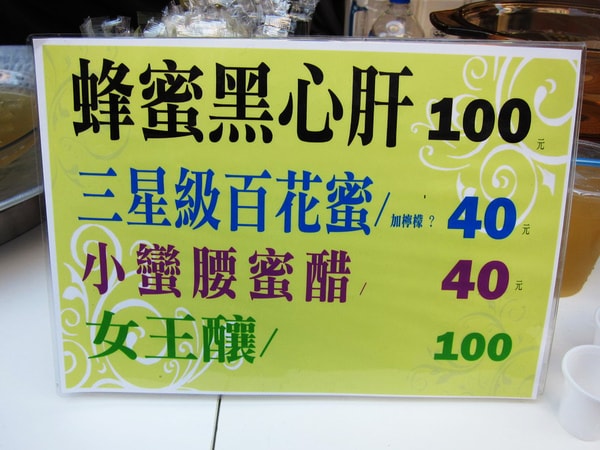 蜂蜜黑心肝 100元
三星級百花蜜/加檸檬? 40元
小蠻腰蜜醋/ 40元
女王釀/ 100